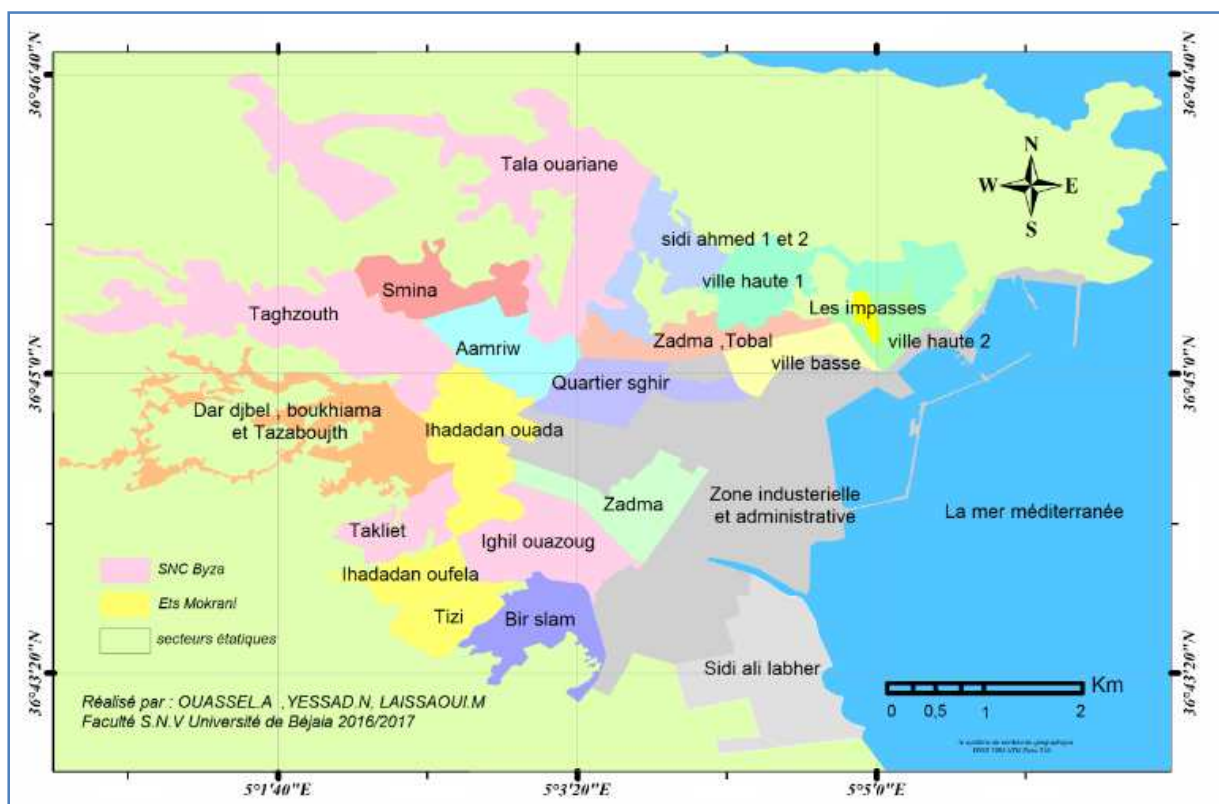 36°46'40"N
36°46'40"N
N
W E
S
Tala ouariane
sidi ahmed 1 et 2
ville haute 1
Smina
Les impasses
Taghzouth
Zadma ,Tobal
ville haute 2
Aamriw
ville basse
36°45'0"N
36°45'0"N
Quartier sghir
Dar djbel , boukhiama
et Tazaboujth
Ihadadan ouada
Zadma
Zone industerielle
et administrative
La mer méditerranée
Takliet
Ighil ouazoug
SNC Byza
Ihadadan oufela
Ets Mokrani
Tizi
Bir slam
secteurs étatiques
Sidi ali labher
36°43'20"N
36°43'20"N
Km
0 0,5 1 2
Réalisé par : OUASSEL.A ,YESSAD.N, LAISSAOUI.M
Faculté S.N.V Université de Béjaia 2016/2017
5°1'40"E
5°3'20"E
5°5'0"E